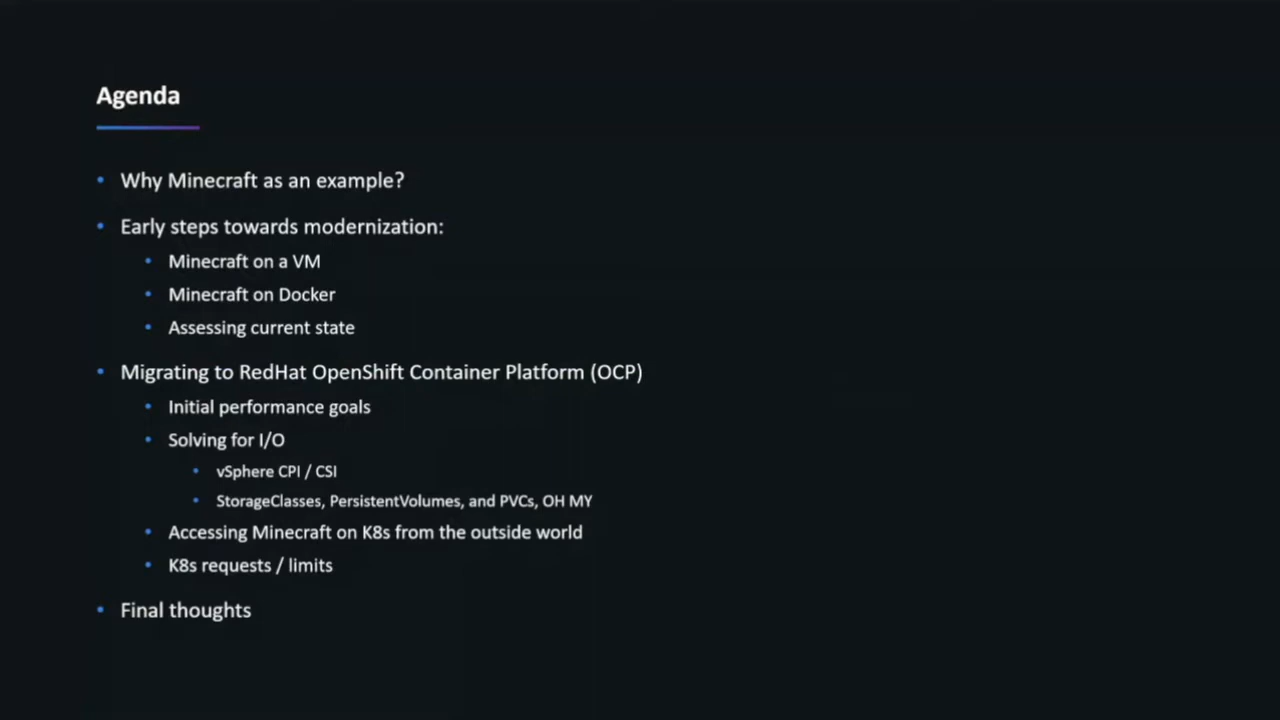 Agenda
• Why Minecraft as an example?
• Early steps towards modernization:
• Minecraft on a VM
• Minecraft on Docker
• Assessing current state
• Migrating to RedHat OpenShift Container Platform (OCP)
• Initial performance goals
• Solving for I/O
• vSphere CPI / CSI
• StorageClasses, PersistentVolumes, and PVCs, OH MY
• Accessing Minecraft on K8s from the outside world
• K8s requests / limits
• Final thoughts